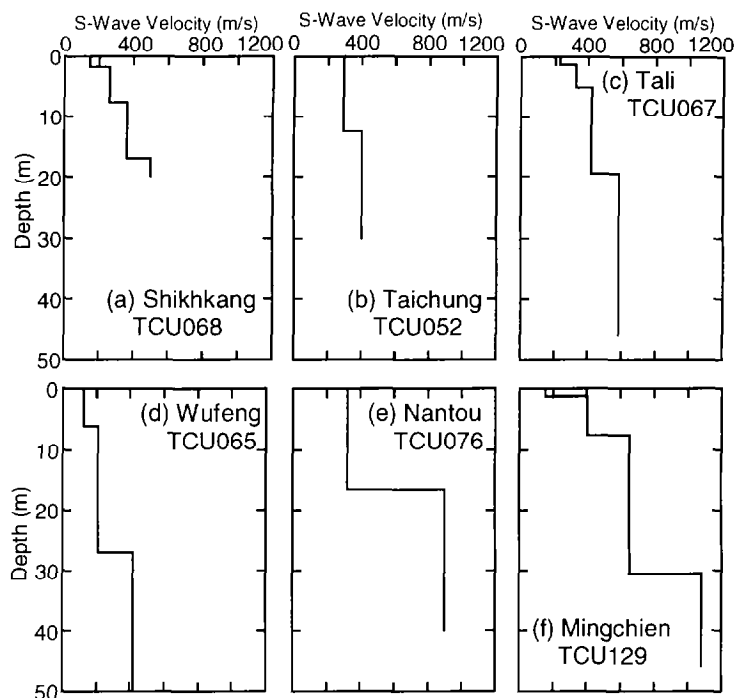 S-Wave Velocity (m/s)
S-Wave Velocity (m/s)
S-Wave Velocity (m/s)
0 400 800 1200
0 400 800 1200
0 400 800 1200
0
10
20
30
40
50
Depth (m)
(a) Shikhkang
TCU068
(b) Taichung
TCU052
(c) Tali
TCU067
0
10
20
30
40
50
Depth (m)
(d) Wufeng
TCU065
(e) Nantou
TCU076
(f) Mingchien
TCU129